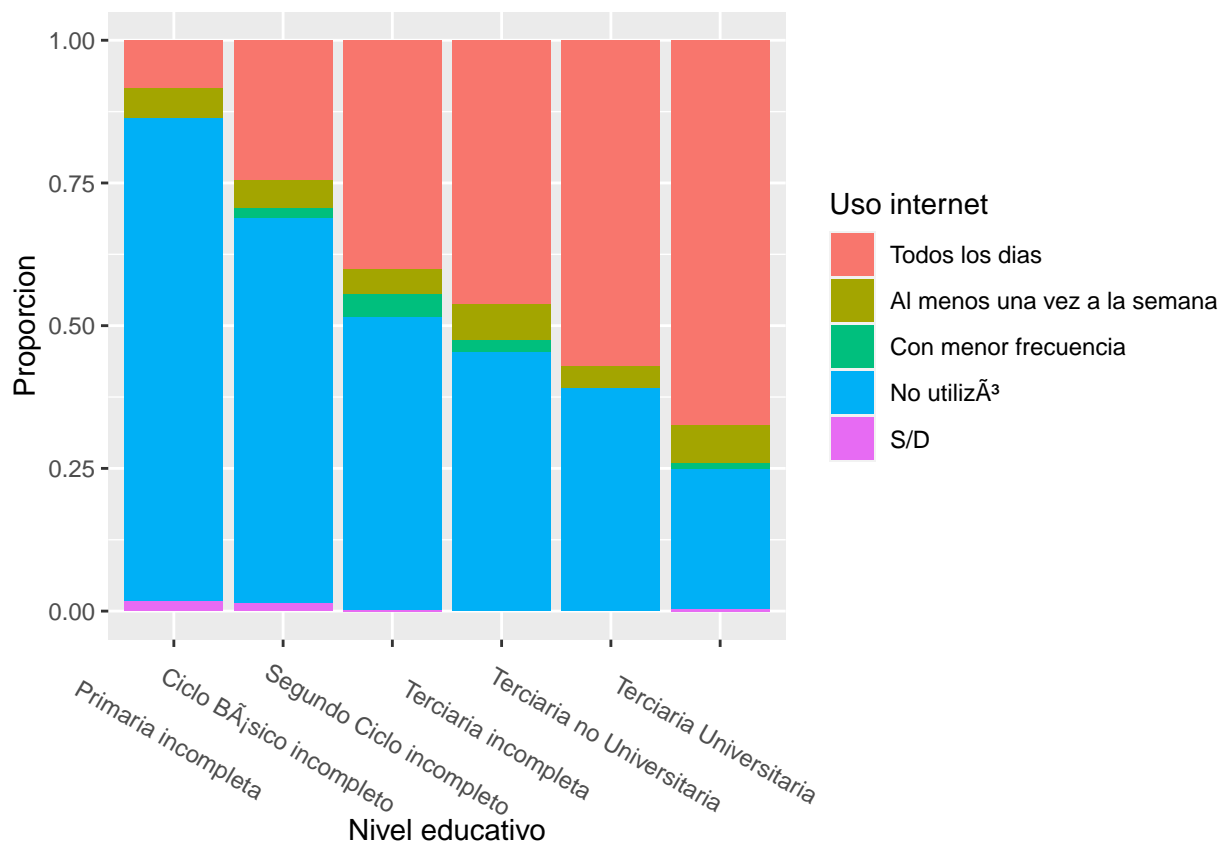 1.00
0.75
0.50
0.25
0.00
Proporcion
Primaria incompleta
Ciclo BÃ¡sico incompleto
Segundo Ciclo incompleto
Terciaria incompleta
Terciaria no Universitaria
Terciaria Universitaria
Nivel educativo
Uso internet
Todos los dias
Al menos una vez a la semana
Con menor frecuencia
No utilizÃ³
S/D